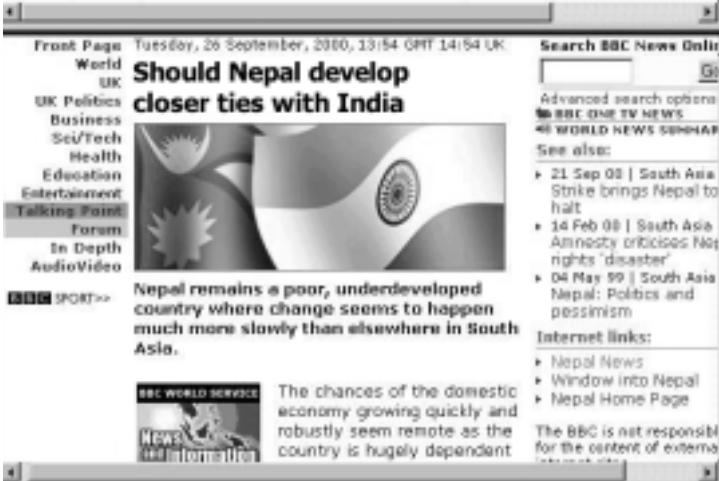 Front Page
World
UK
UK Politics
Business
Sci/Tech
Health
Education
Entertainment
Talking Point
Forum
In Depth
AudioVideo
BBC SPORT>>
Tuesday, 26 September, 2000, 13:54 GMT 14:54 UK
Should Nepal develop
closer ties with India
Nepal remains a poor, underdeveloped
country where change seems to happen
much more slowly than elsewhere in South
Asia.
BBC WORLD SERVICE
News
and Information
The chances of the domestic
economy growing quickly and
robustly seem remote as the
country is hugely dependent
Search BBC News Onli
Go
Advanced search options
BBC ONE TV NEWS
WORLD NEWS SUMMAR
See also:
21 Sep 00 | South Asia
Strike brings Nepal to
halt
14 Feb 00 | South Asia
Amnesty criticises Nep
rights 'disaster'
04 May 99 | South Asia
Nepal: Politics and
pessimism
Internet links:
Nepal News
Window into Nepal
Nepal Home Page
The BBC is not responsibl
for the content of externa